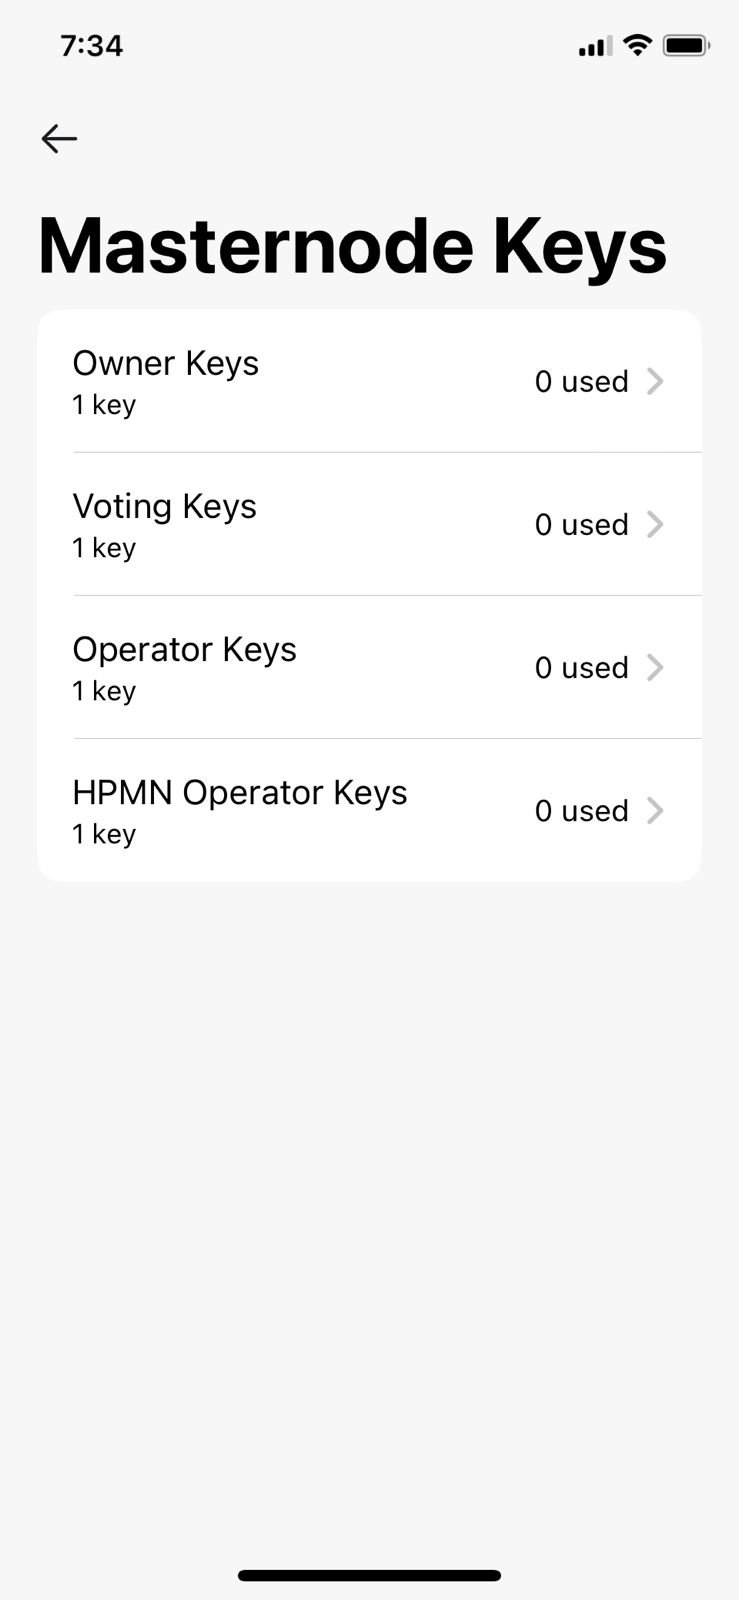 7:34
Masternode Keys
Owner Keys
1 key
0 used
Voting Keys
1 key
0 used
Operator Keys
1 key
0 used
HPMN Operator Keys
1 key
0 used